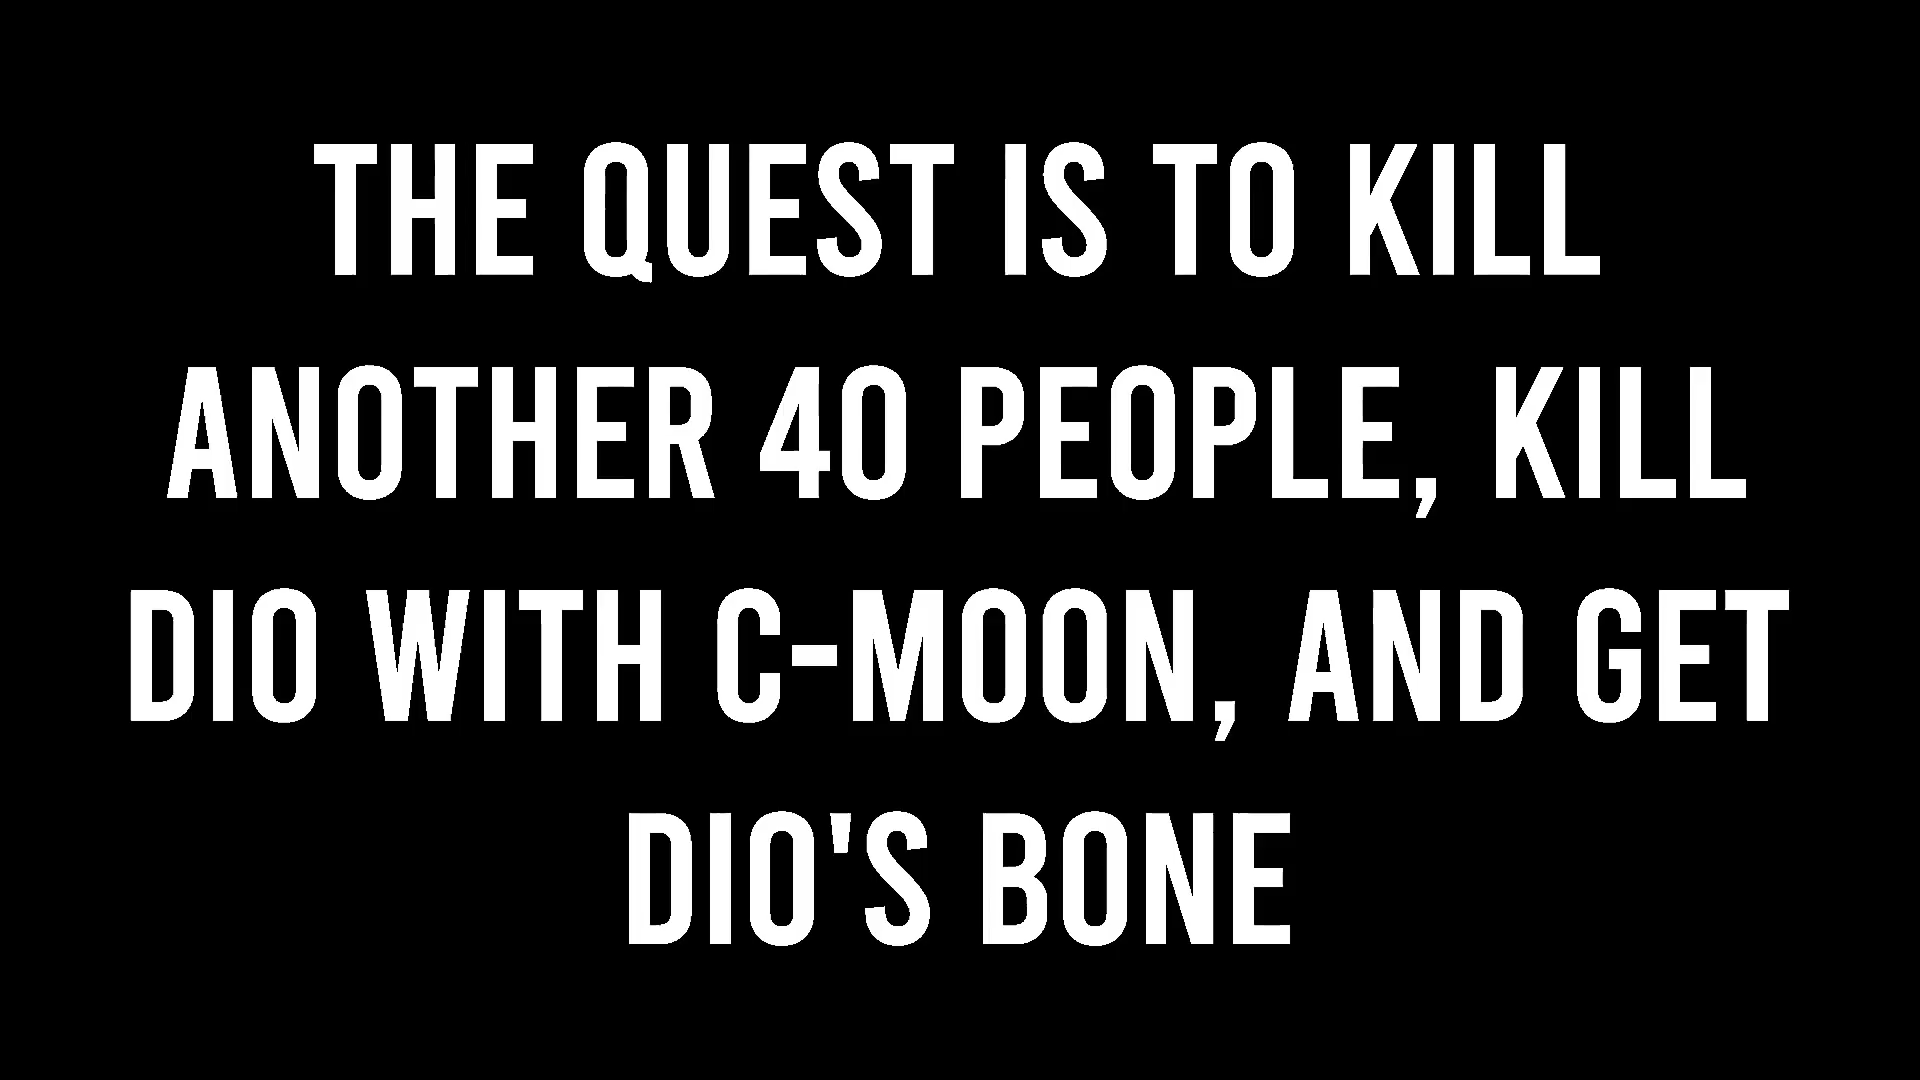 THE QUEST IS TO KILL
ANOTHER 40 PEOPLE, KILL
DIO WITH C-MOON, AND GET
DIO'S BONE